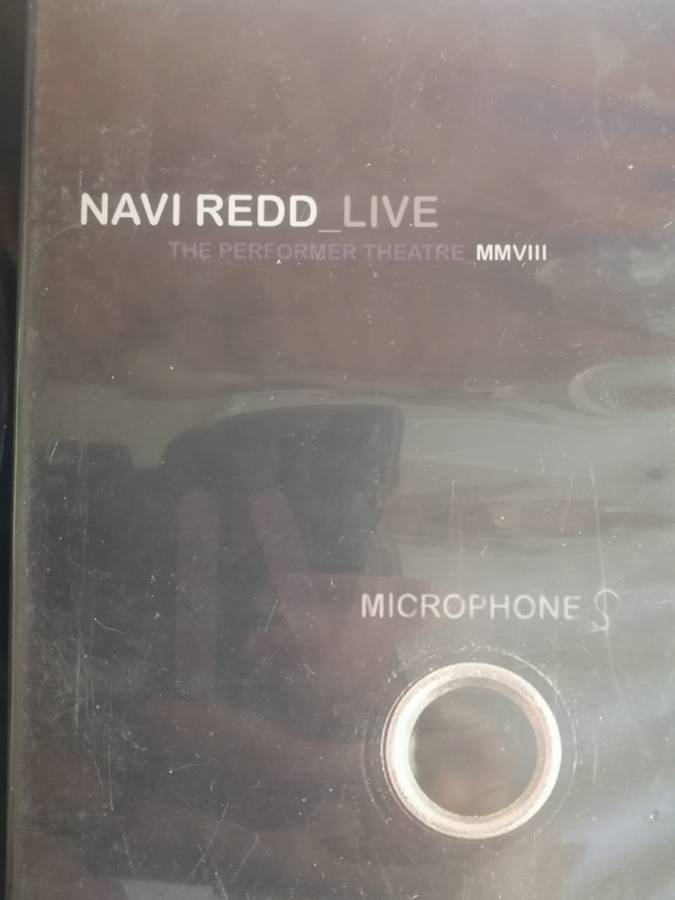 NAVI REDD_LIVE
THE PERFORMER THEATRE MMVIII
MICROPHONE S